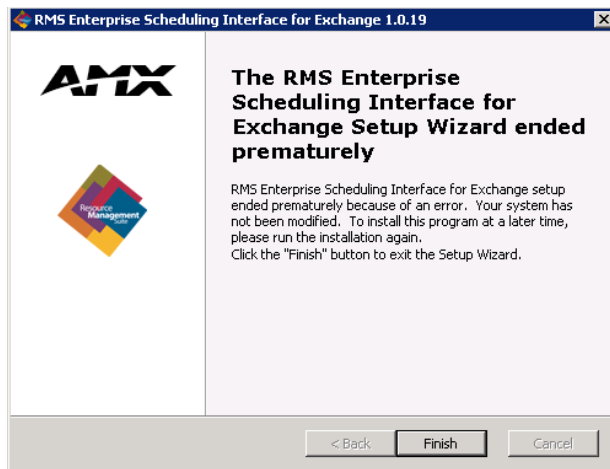 RMS Enterprise Scheduling Interface for Exchange 1.0.19
AMX
The RMS Enterprise
Scheduling Interface for
Exchange Setup Wizard ended
prematurely
Resource
Management
Suite
RMS Enterprise Scheduling Interface for Exchange setup
ended prematurely because of an error. Your system has
not been modified. To install this program at a later time,
please run the installation again.
Click the "Finish" button to exit the Setup Wizard.
< Back
Finish
Cancel